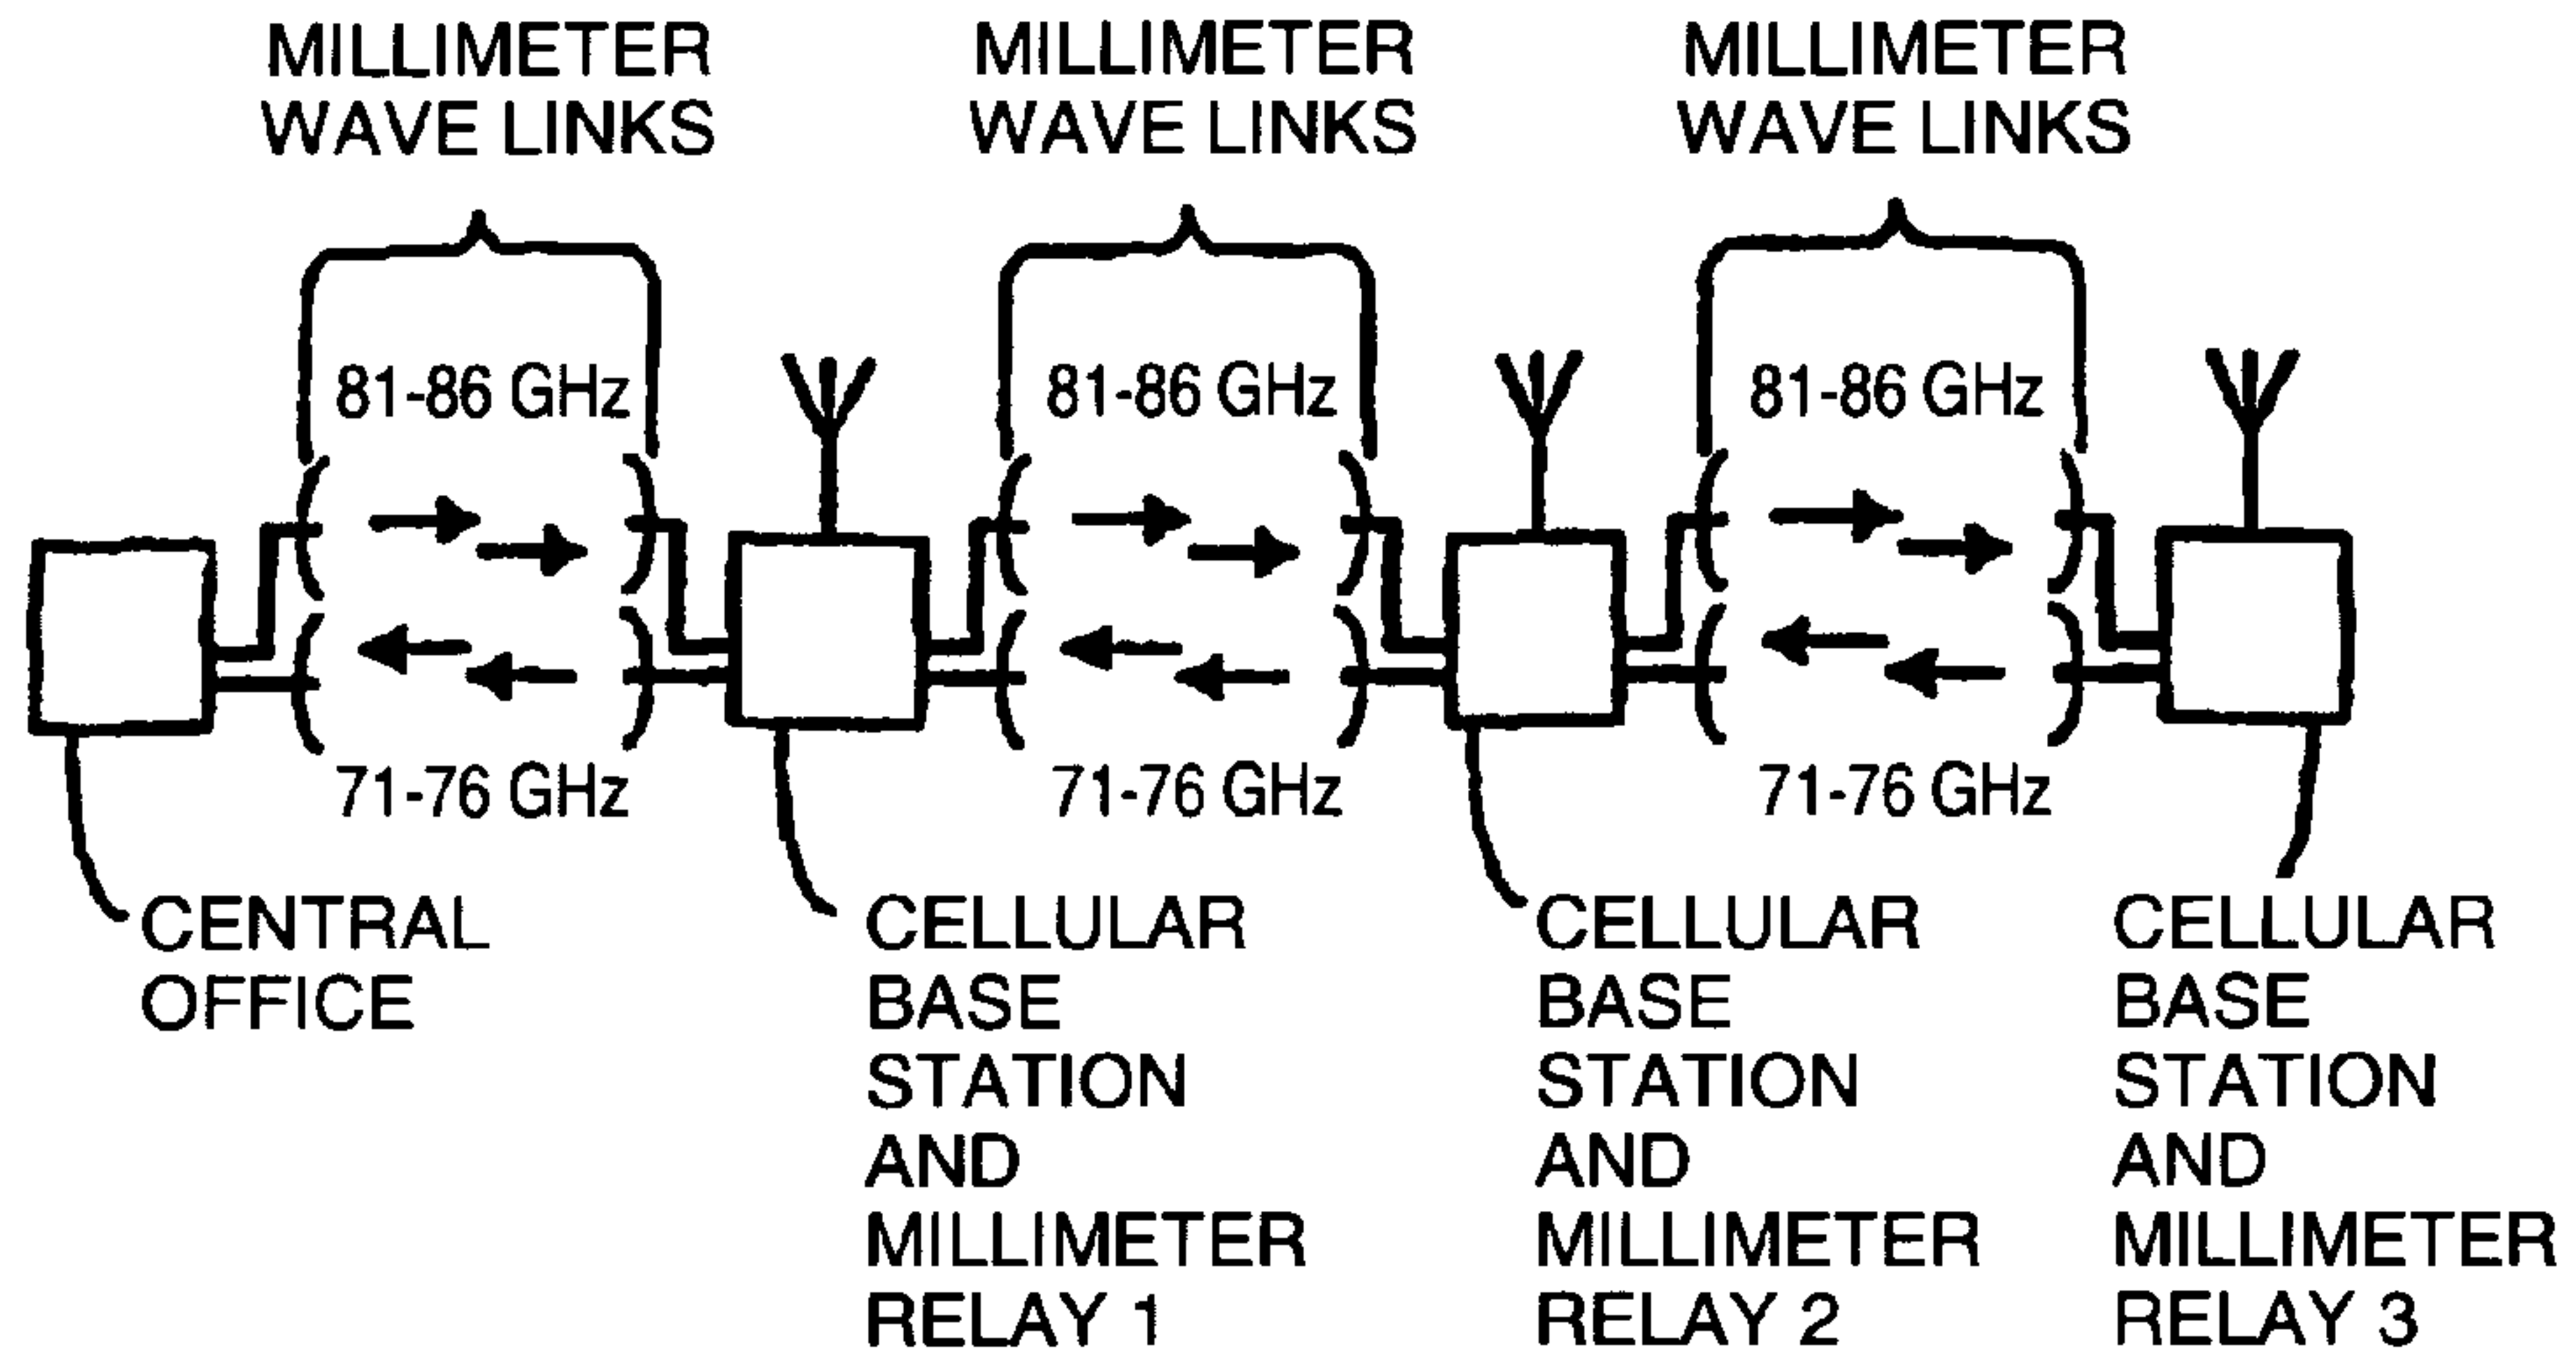 MILLIMETER
WAVE LINKS
MILLIMETER
WAVE LINKS
MILLIMETER
WAVE LINKS
81-86 GHz
81-86 GHz
81-86 GHz
71-76 GHz
71-76 GHz
71-76 GHz
CENTRAL
OFFICE
CELLULAR
BASE
STATION
AND
MILLIMETER
RELAY 1
CELLULAR
BASE
STATION
AND
MILLIMETER
RELAY 2
CELLULAR
BASE
STATION
AND
MILLIMETER
RELAY 3